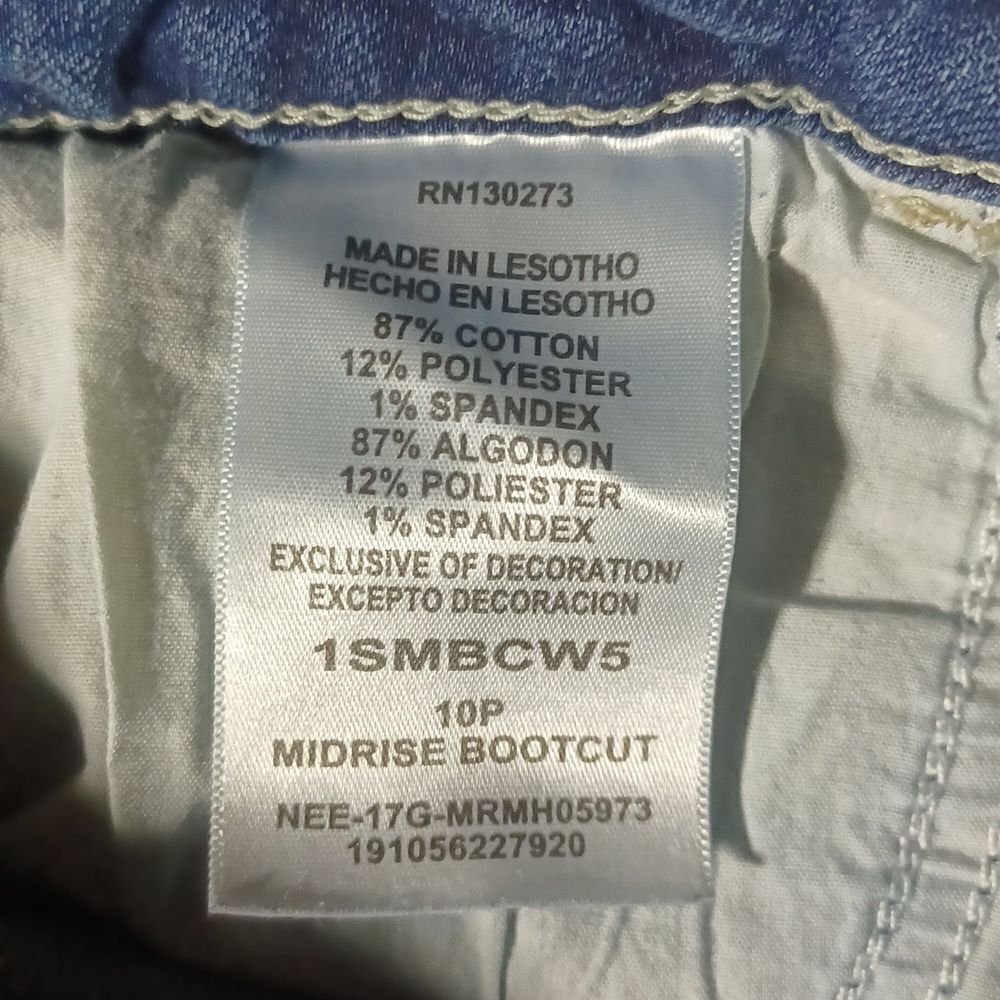 RN130273
MADE IN LESOTHO
HECHO EN LESOTHO
87% COTTON
12% POLYESTER
1% SPANDEX
87% ALGODON
12% POLIESTER
1% SPANDEX
EXCLUSIVE OF DECORATION/
EXCEPTO DECORACION
1SMBCW5
10P
MIDRISE BOOTCUT
NEE-17G-MRMH05973
191056227920